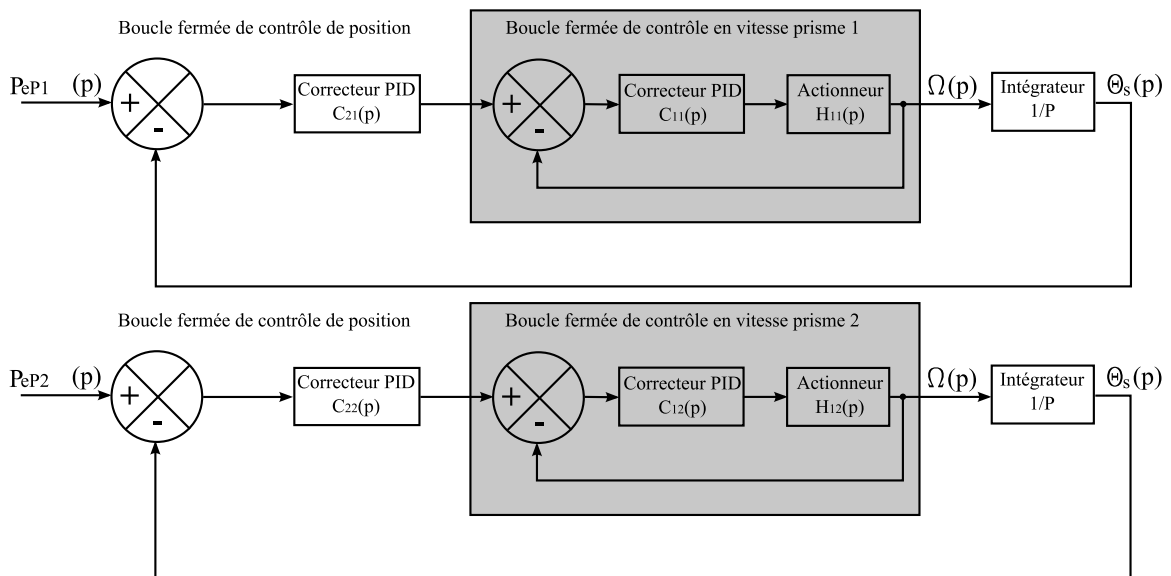 Boucle fermée de contrôle de position
Boucle fermée de contrôle en vitesse prisme 1
PeP1 (p)
+
-
Correcteur PID
C21(p)
+
-
Correcteur PID
C11(p)
Actionneur
H11(p)
Ω(p)
Intégrateur
1/P
Θs(p)
Boucle fermée de contrôle de position
Boucle fermée de contrôle en vitesse prisme 2
PeP2 (p)
+
-
Correcteur PID
C22(p)
+
-
Correcteur PID
C12(p)
Actionneur
H12(p)
Ω(p)
Intégrateur
1/P
Θs(p)